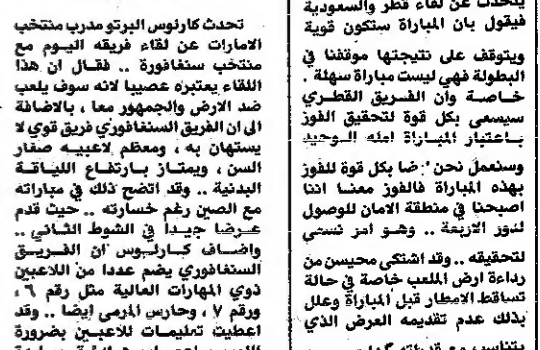 تحدث كارلوس البرتو مدرب منتخب
الامارات عن لقاء فريقه اليوم مع
منتخب سنغافورة .. فقال ان هذا
اللقاء يعتبره عصيبا لانه سوف يلعب
ضد الارض والجمهور معا ، بالاضافة
الى ان الفريق السنغافوري فريق قوي لا
يستهان به ، ومعظم لاعبيه صغار
السن ، ويمتاز بارتفاع اللياقة
البدنية .. وقد اتضح ذلك في مباراته
مع الصين رغم خسارته .. حيث قدم
عرضا جيدا في الشوط الثاني ..
واضاف كارلوس ان الفريق
السنغافوري يضم عددا من اللاعبين
ذوي المهارات العالية مثل رقم ٦ ،
ورقم ٧ ، وحارس المرمى ايضا .. وقد
اعطيت تعليمات للاعبين بضرورة
يتحدث عن لقاء قطر والسعودية
فيقول بان المباراة ستكون قوية
ويتوقف على نتيجتها موقفنا في
البطولة فهي ليست مباراة سهلة .
خاصة وأن الفريق القطري
سيسعى بكل قوة لتحقيق الفوز
باعتبار المباراة امله الوحيد
وسنعمل نحن بكل قوة للفوز
بهذه المباراة فالفوز معنا اننا
اصبحنا في منطقة الامان للوصول
لدور الاربعة .. وهو امر نسعى
لتحقيقه .. وقد اشتكى محيسن من
رداءة ارض الملعب خاصة في حالة
تساقط الامطار قبل المباراة وعلل
بذلك عدم تقديمه العرض الذي
يتناسب مع